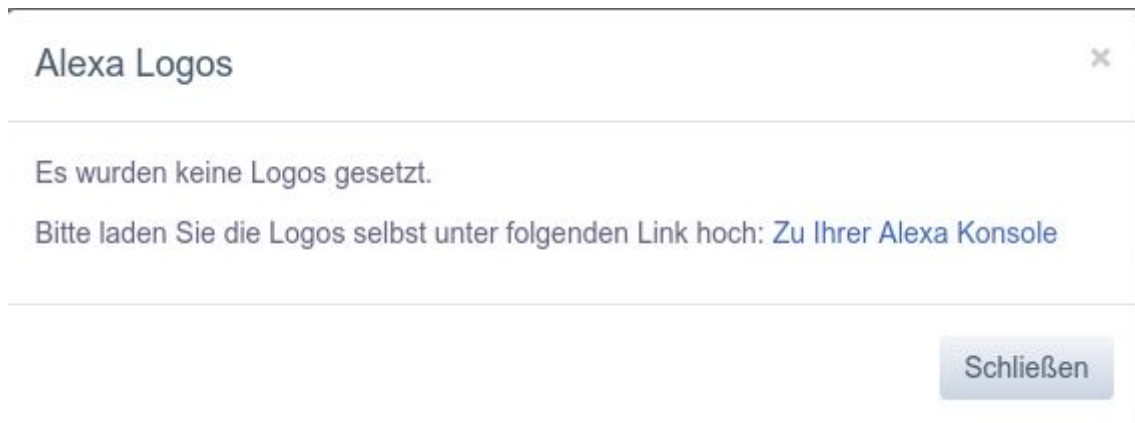 Alexa Logos ×
Es wurden keine Logos gesetzt.
Bitte laden Sie die Logos selbst unter folgenden Link hoch: Zu Ihrer Alexa Konsole
Schließen